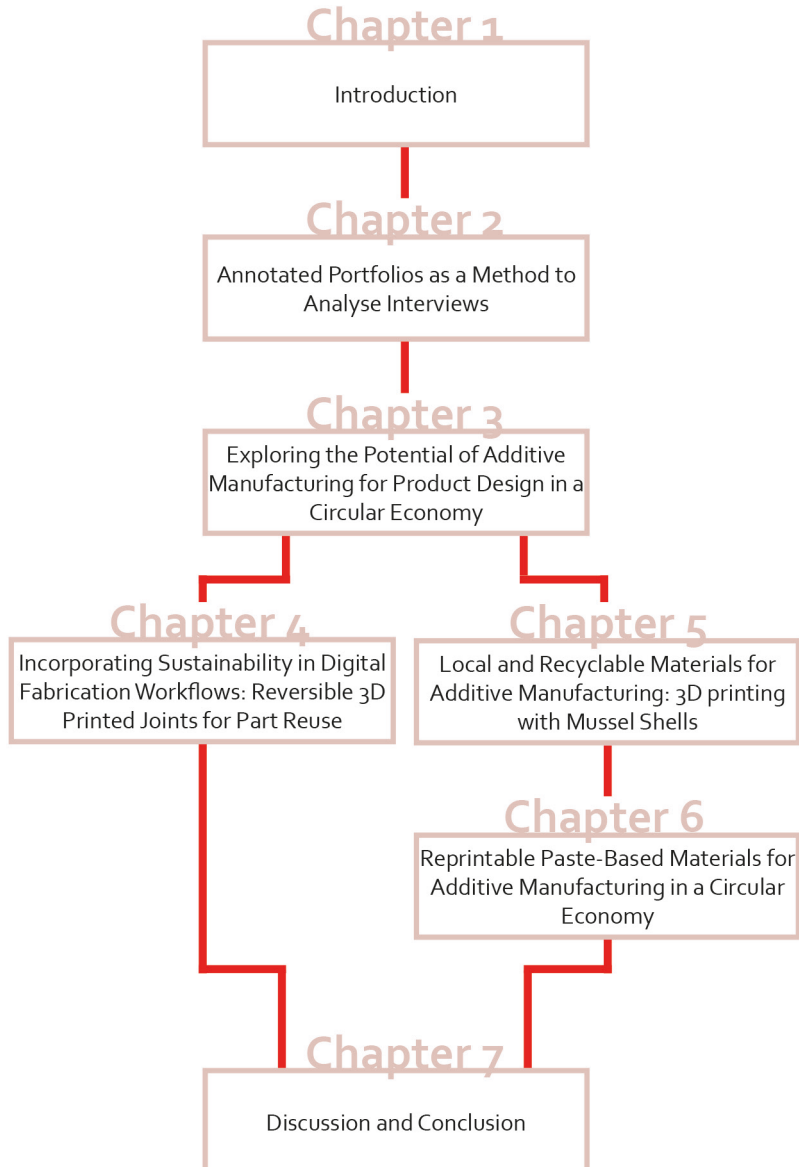 Chapter 1
Introduction
Chapter 2
Annotated Portfolios as a Method to
Analyse Interviews
Chapter 3
Exploring the Potential of Additive
Manufacturing for Product Design in a
Circular Economy
Chapter 4
Incorporating Sustainability in Digital
Fabrication Workflows: Reversible 3D
Printed Joints for Part Reuse
Chapter 5
Local and Recyclable Materials for
Additive Manufacturing: 3D printing
with Mussel Shells
Chapter 6
Reprintable Paste-Based Materials for
Additive Manufacturing in a Circular
Economy
Chapter 7
Discussion and Conclusion